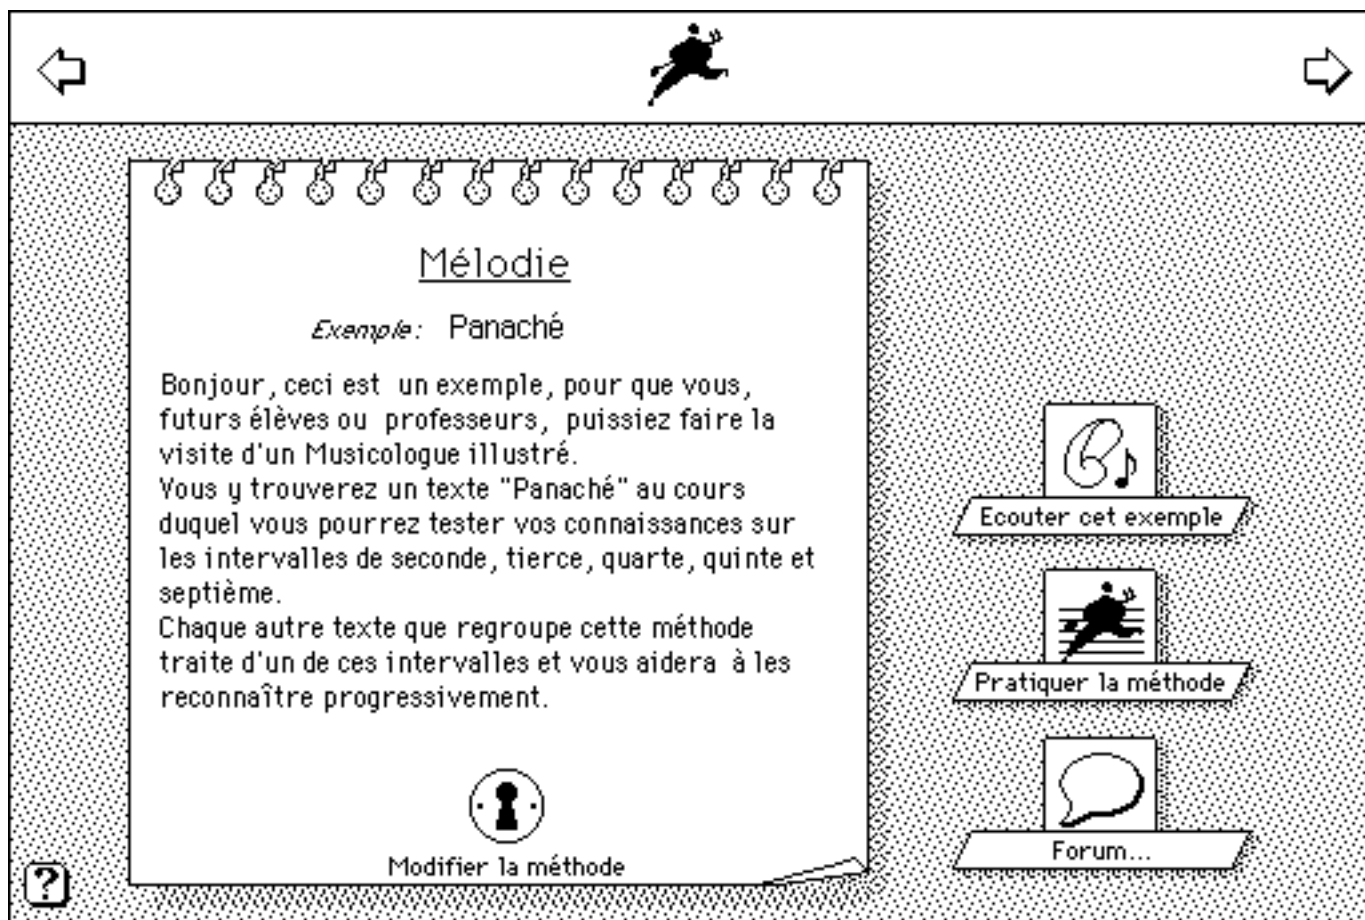 Mélodie
Exemple: Panaché
Bonjour, ceci est un exemple, pour que vous,
futurs élèves ou professeurs, puissiez faire la
visite d'un Musicologue illustré.
Vous y trouverez un texte "Panaché" au cours
duquel vous pourrez tester vos connaissances sur
les intervalles de seconde, tierce, quarte, quinte et
septième.
Chaque autre texte que regroupe cette méthode
traite d'un de ces intervalles et vous aidera à les
reconnaître progressivement.
Modifier la méthode
Ecouter cet exemple
Pratiquer la méthode
Forum...
?